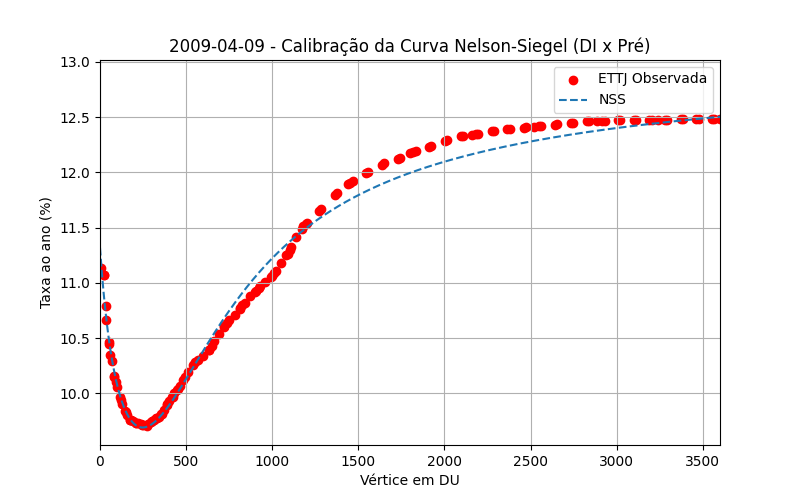 2009-04-09 - Calibração da Curva Nelson-Siegel (DI x Pré)
ETTJ Observada
NSS
Taxa ao ano (%)
13.0
12.5
12.0
11.5
11.0
10.5
10.0
0 500 1000 1500 2000 2500 3000 3500
Vértice em DU